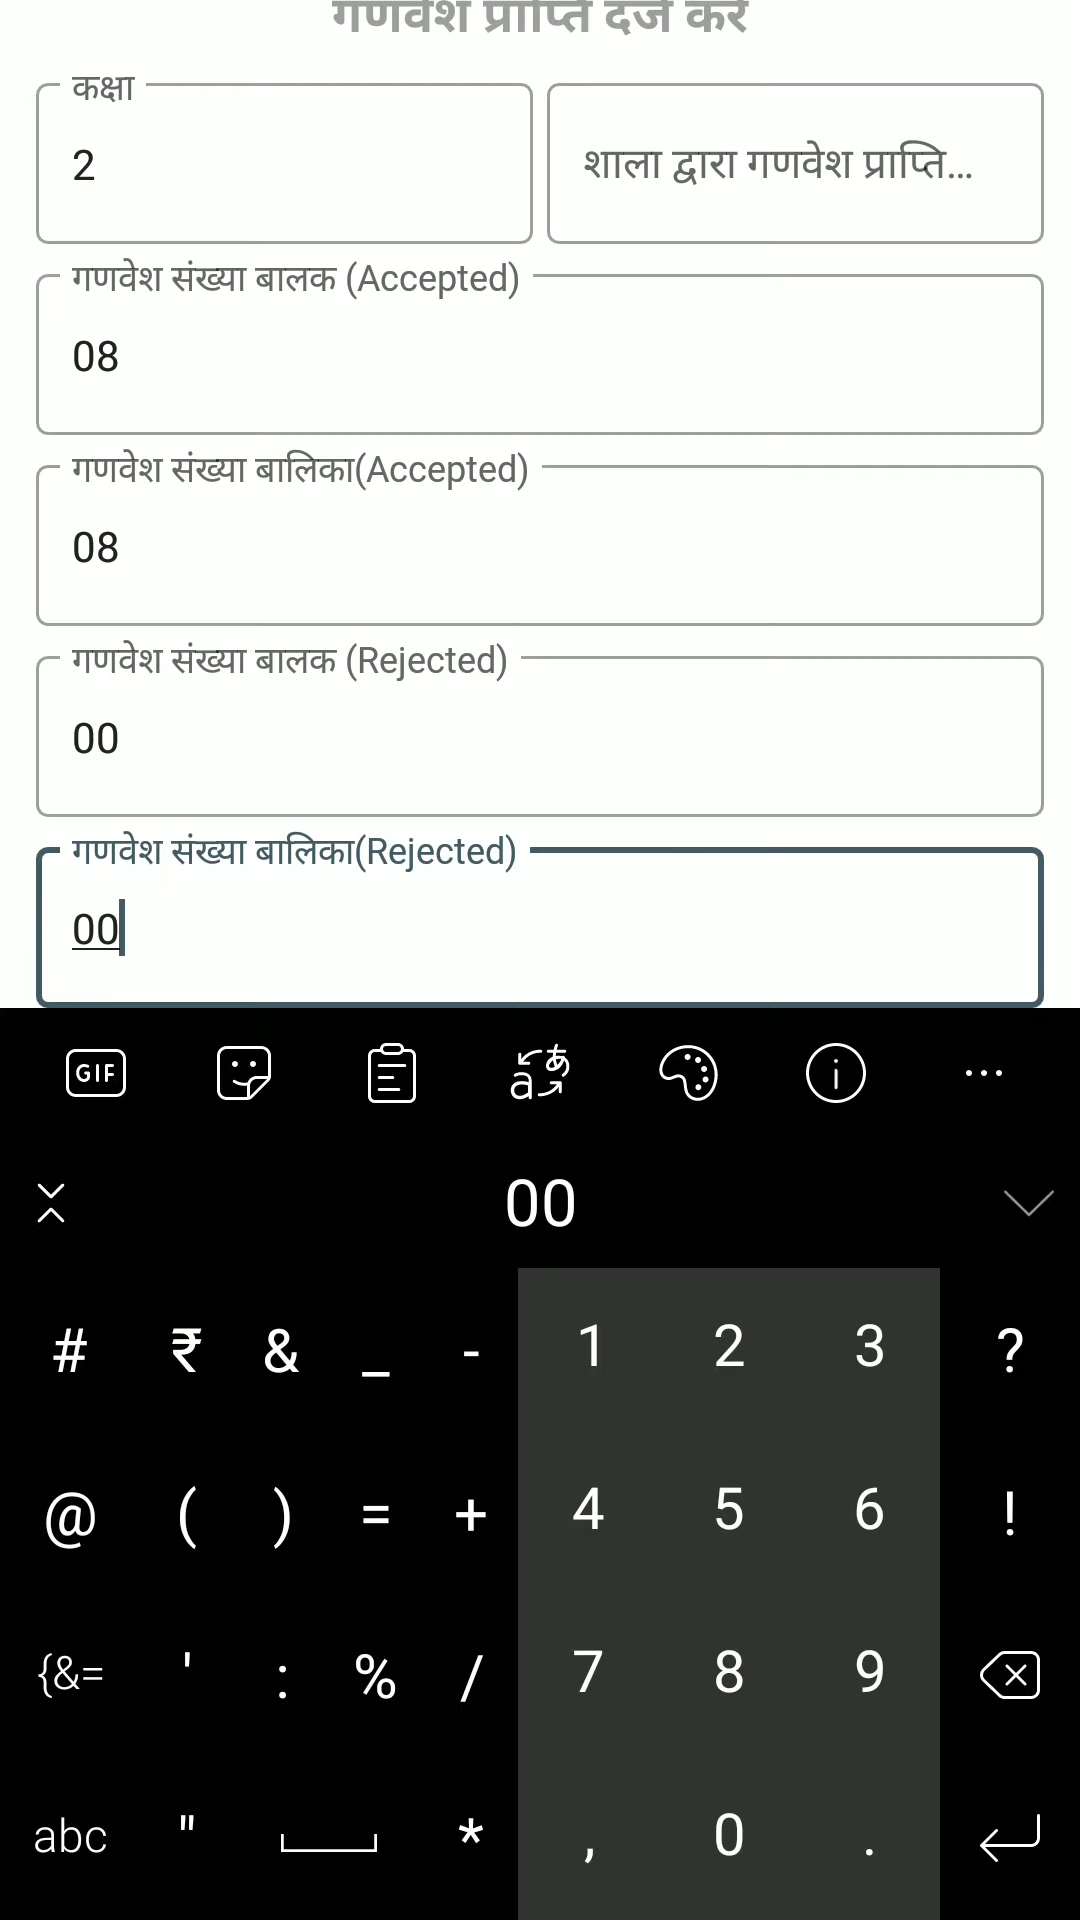 गणवेश प्राप्ति दर्ज करें
कक्षा
2
शाला द्वारा गणवेश प्राप्ति...
गणवेश संख्या बालक (Accepted)
08
गणवेश संख्या बालिका(Accepted)
08
गणवेश संख्या बालक (Rejected)
00
गणवेश संख्या बालिका(Rejected)
00
GIF
00
# ₹ & _ - 1 2 3 ?
@ ( ) = + 4 5 6 !
{&= ' : % / 7 8 9
abc " * , 0 .